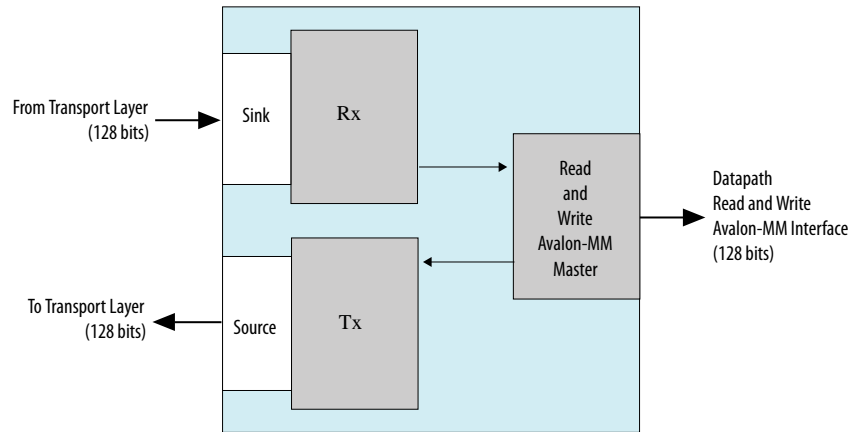 From Transport Layer
(128 bits)
Sink
Rx
Read
and
Write
Avalon-MM
Master
Datapath
Read and Write
Avalon-MM Interface
(128 bits)
To Transport Layer
(128 bits)
Source
Tx